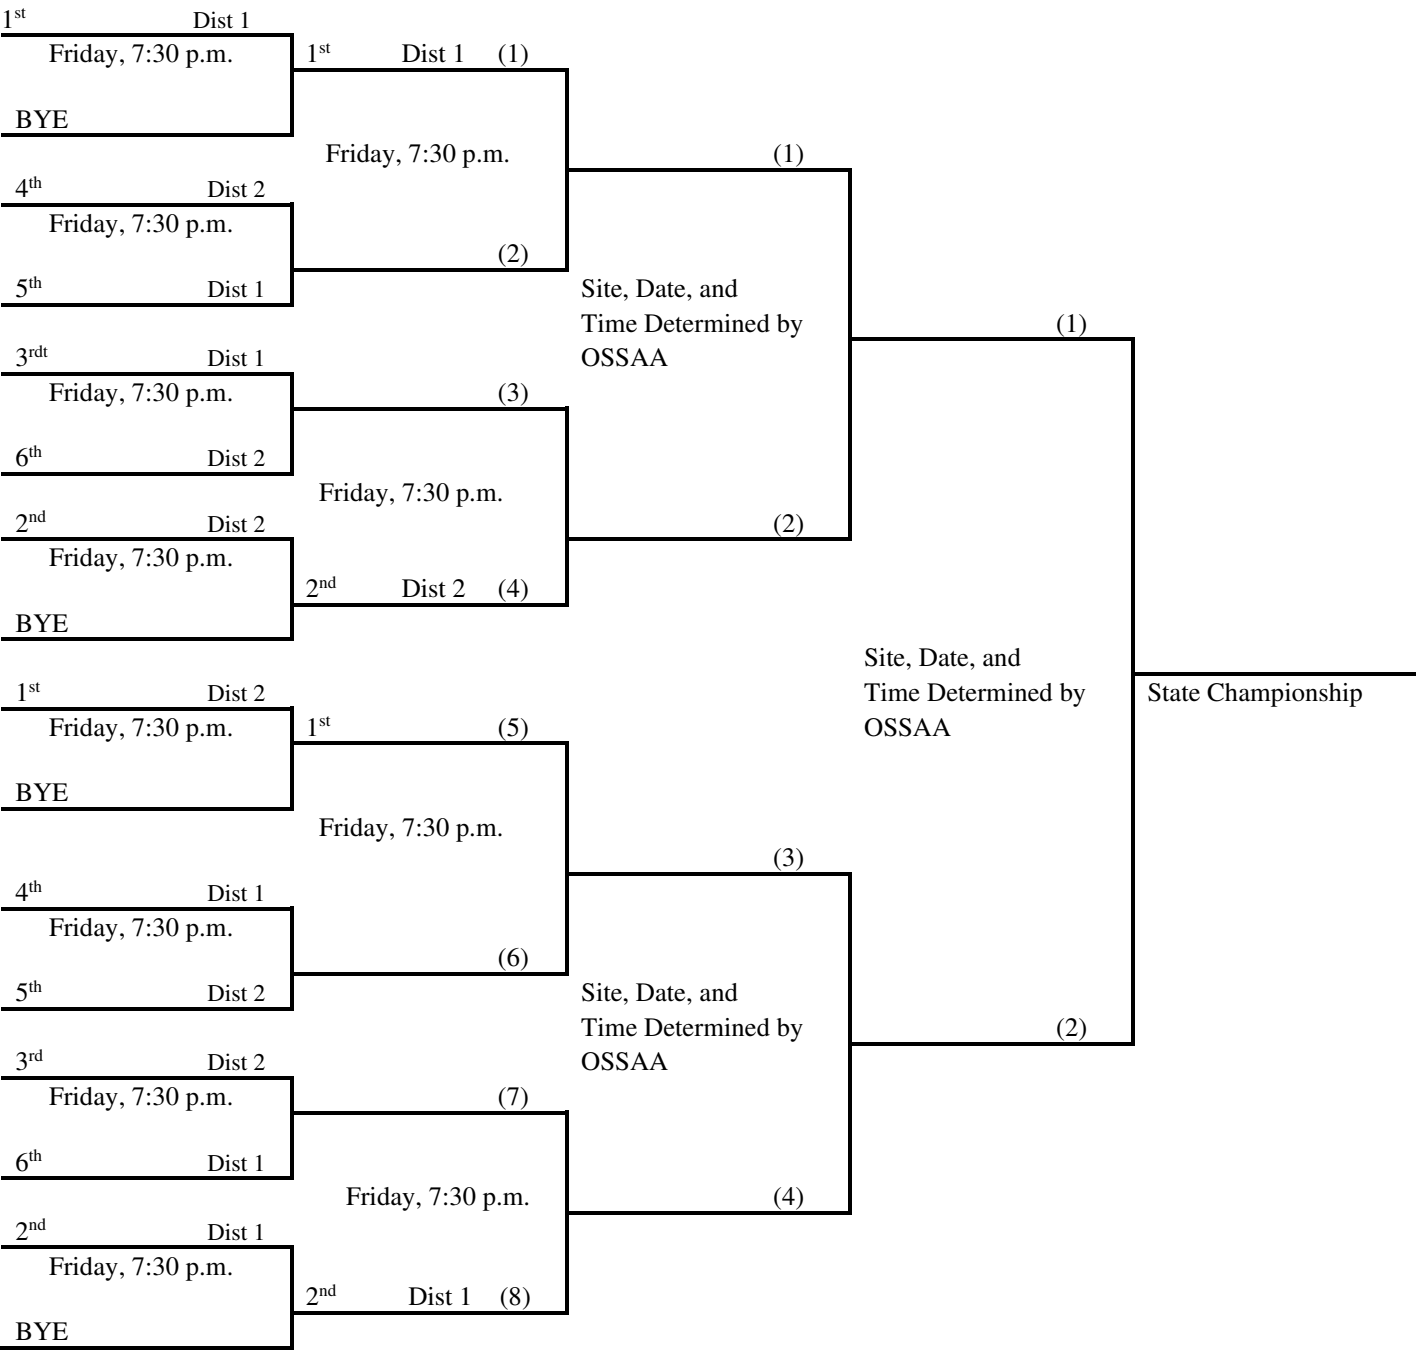 1st Dist 1
Friday, 7:30 p.m.
BYE
4th Dist 2
Friday, 7:30 p.m.
5th Dist 1
3rdt Dist 1
Friday, 7:30 p.m.
6th Dist 2
2nd Dist 2
Friday, 7:30 p.m.
BYE
1st Dist 2
Friday, 7:30 p.m.
BYE
4th Dist 1
Friday, 7:30 p.m.
5th Dist 2
3rd Dist 2
Friday, 7:30 p.m.
6th Dist 1
2nd Dist 1
Friday, 7:30 p.m.
BYE
1st Dist 1 (1)
Friday, 7:30 p.m.
(2)
(3)
Friday, 7:30 p.m.
2nd Dist 2 (4)
1st (5)
Friday, 7:30 p.m.
(6)
(7)
Friday, 7:30 p.m.
2nd Dist 1 (8)
(1)
Site, Date, and
Time Determined by
OSSAA
(2)
(3)
Site, Date, and
Time Determined by
OSSAA
(4)
(1)
Site, Date, and
Time Determined by
OSSAA
(2)
State Championship